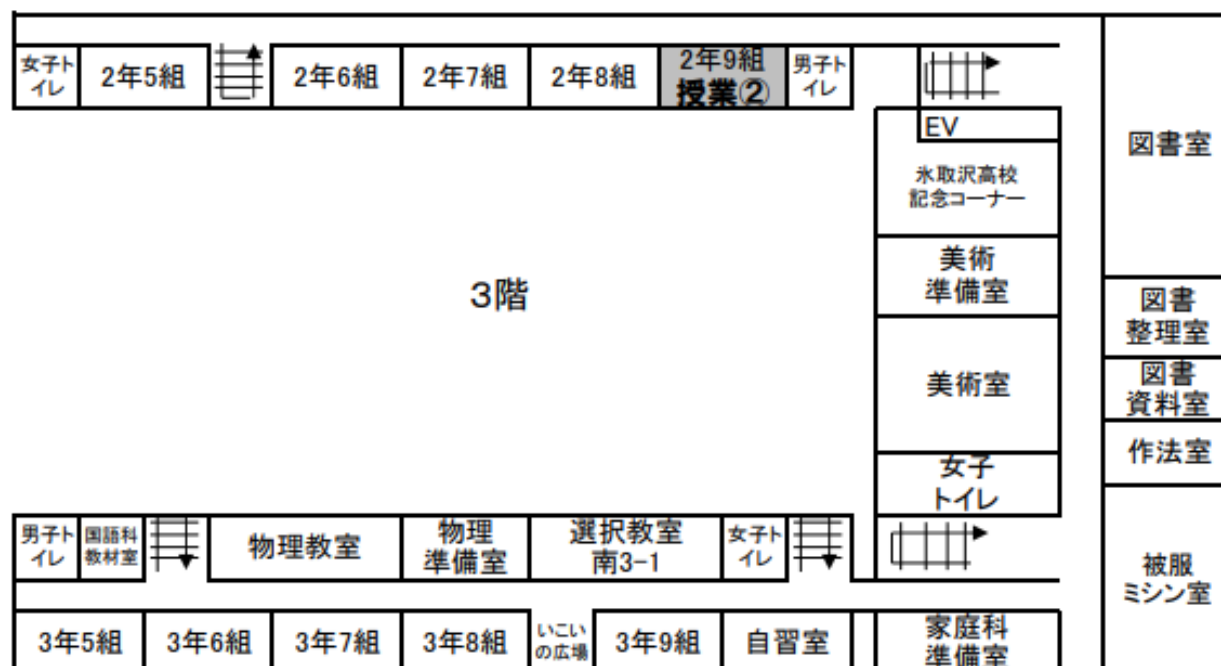 女子ト
イレ
2年5組
2年6組
2年7組
2年8組
2年9組
授業②
男子ト
イレ
EV
氷取沢高校
記念コーナー
図書室
美術
準備室
3階
図書
整理室
美術室
図書
資料室
作法室
女子
トイレ
男子ト
イレ
国語科
教材室
物理教室
物理
準備室
選択教室
南3-1
女子ト
イレ
被服
ミシン室
3年5組
3年6組
3年7組
3年8組
いこい
の広場
3年9組
自習室
家庭科
準備室